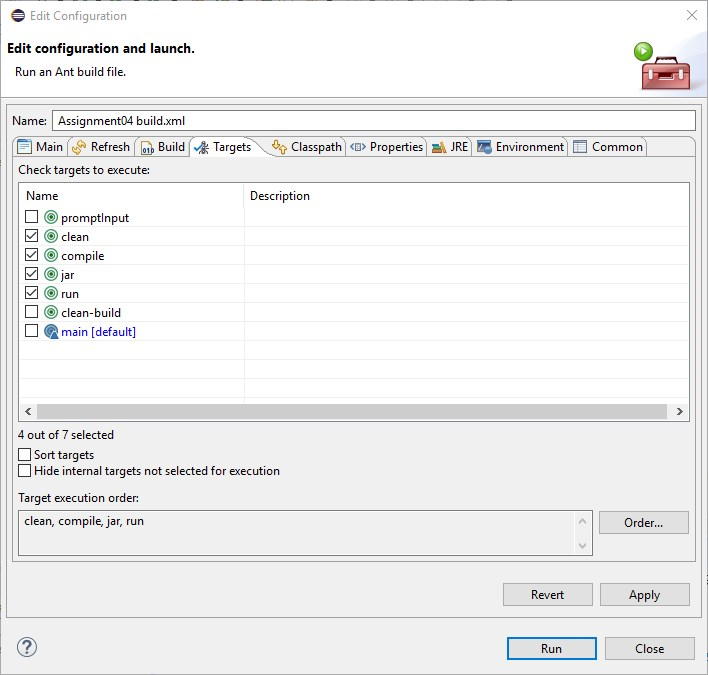 Edit Configuration
Edit configuration and launch.
Run an Ant build file.
Name: Assignment04 build.xml
Main Refresh Build Targets Classpath Properties JRE Environment Common
Check targets to execute:
Name Description
promptInput
clean
compile
jar
run
clean-build
main [default]
4 out of 7 selected
Sort targets
Hide internal targets not selected for execution
Target execution order:
clean, compile, jar, run
Order...
Revert Apply
Run Close